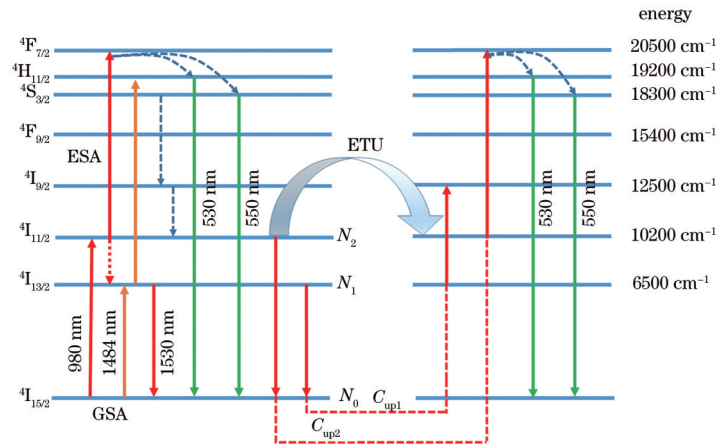 energy
⁴F₇/₂ 20500 cm⁻¹
⁴H₁₁/₂ 19200 cm⁻¹
⁴S₃/₂ 18300 cm⁻¹
⁴F₉/₂ 15400 cm⁻¹
ESA ETU
⁴I₉/₂ 12500 cm⁻¹
530 nm 550 nm 530 nm 550 nm
⁴I₁₁/₂ N₂ 10200 cm⁻¹
⁴I₁₃/₂ N₁ 6500 cm⁻¹
980 nm 1484 nm 1530 nm
⁴I₁₅/₂ N₀ C_up1
GSA C_up2